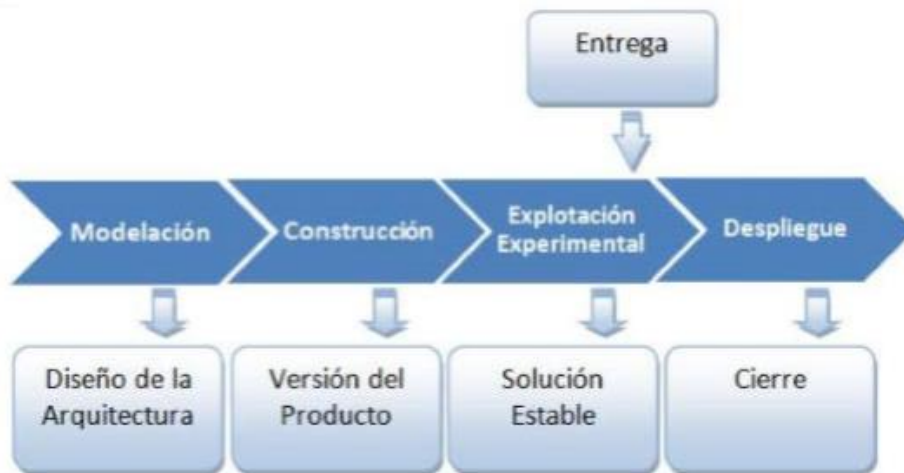 Entrega
Modelación
Construcción
Explotación
Experimental
Despliegue
Diseño de la
Arquitectura
Versión del
Producto
Solución
Estable
Cierre